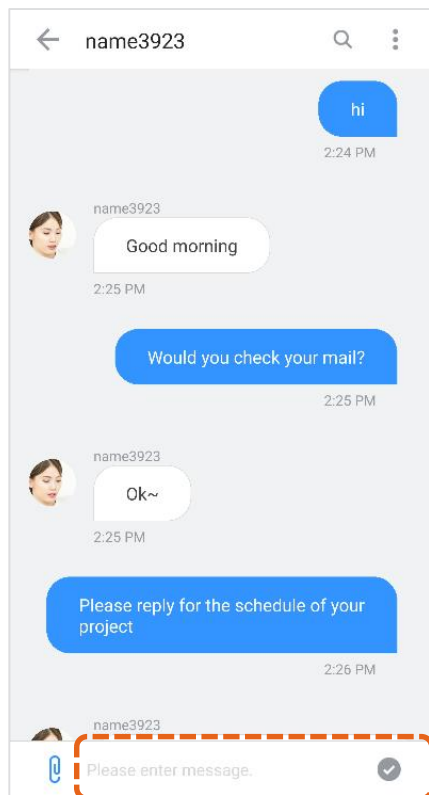 name3923
hi
2:24 PM
name3923
Good morning
2:25 PM
Would you check your mail?
2:25 PM
name3923
Ok~
2:25 PM
Please reply for the schedule of your
project
2:26 PM
name3923
Please enter message.